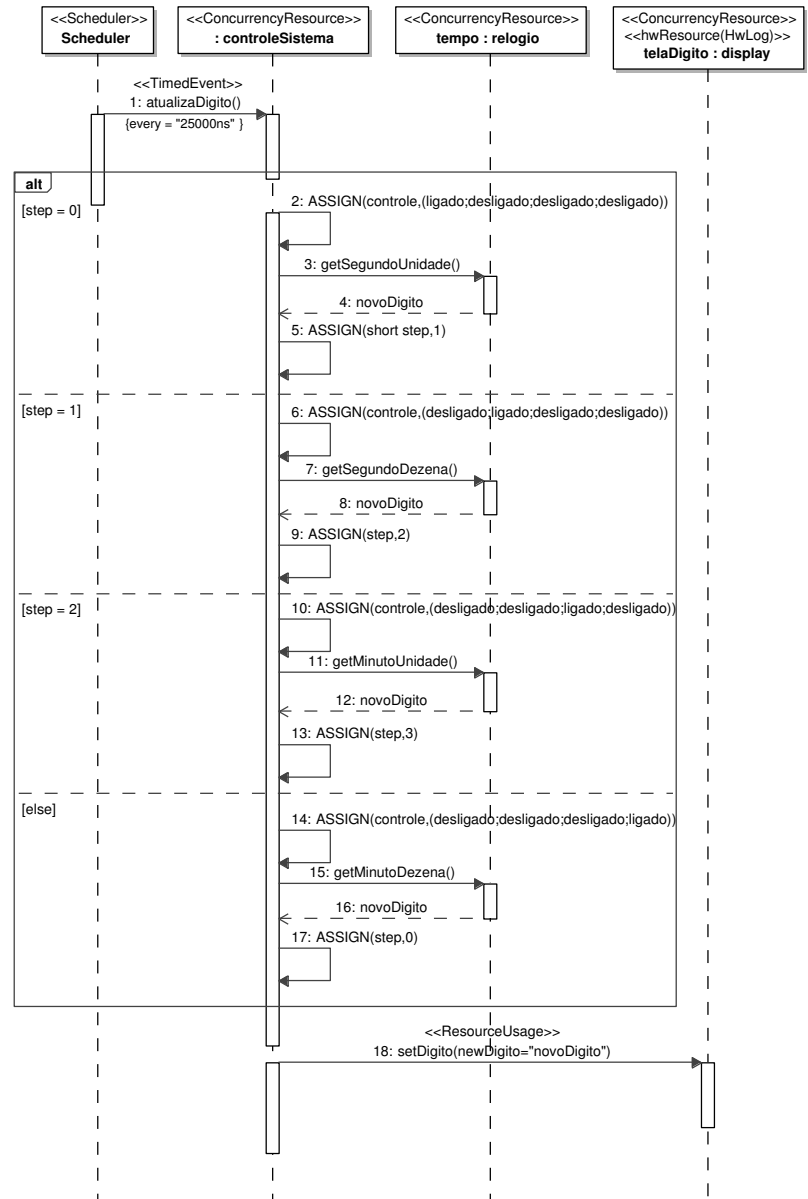 <<Scheduler>>
Scheduler
<<ConcurrencyResource>>
: controleSistema
<<ConcurrencyResource>>
tempo : relogio
<<ConcurrencyResource>>
<<hwResource(HwLog)>>
telaDigito : display
<<TimedEvent>>
1: atualizaDigito()
{every = "25000ns" }
alt
[step = 0]
2: ASSIGN(controle,(ligado;desligado;desligado;desligado))
3: getSegundoUnidade()
4: novoDigito
5: ASSIGN(short step,1)
[step = 1]
6: ASSIGN(controle,(desligado;ligado;desligado;desligado))
7: getSegundoDezena()
8: novoDigito
9: ASSIGN(step,2)
[step = 2]
10: ASSIGN(controle,(desligado;desligado;ligado;desligado))
11: getMinutoUnidade()
12: novoDigito
13: ASSIGN(step,3)
[else]
14: ASSIGN(controle,(desligado;desligado;desligado;ligado))
15: getMinutoDezena()
16: novoDigito
17: ASSIGN(step,0)
<<ResourceUsage>>
18: setDigito(newDigito="novoDigito")